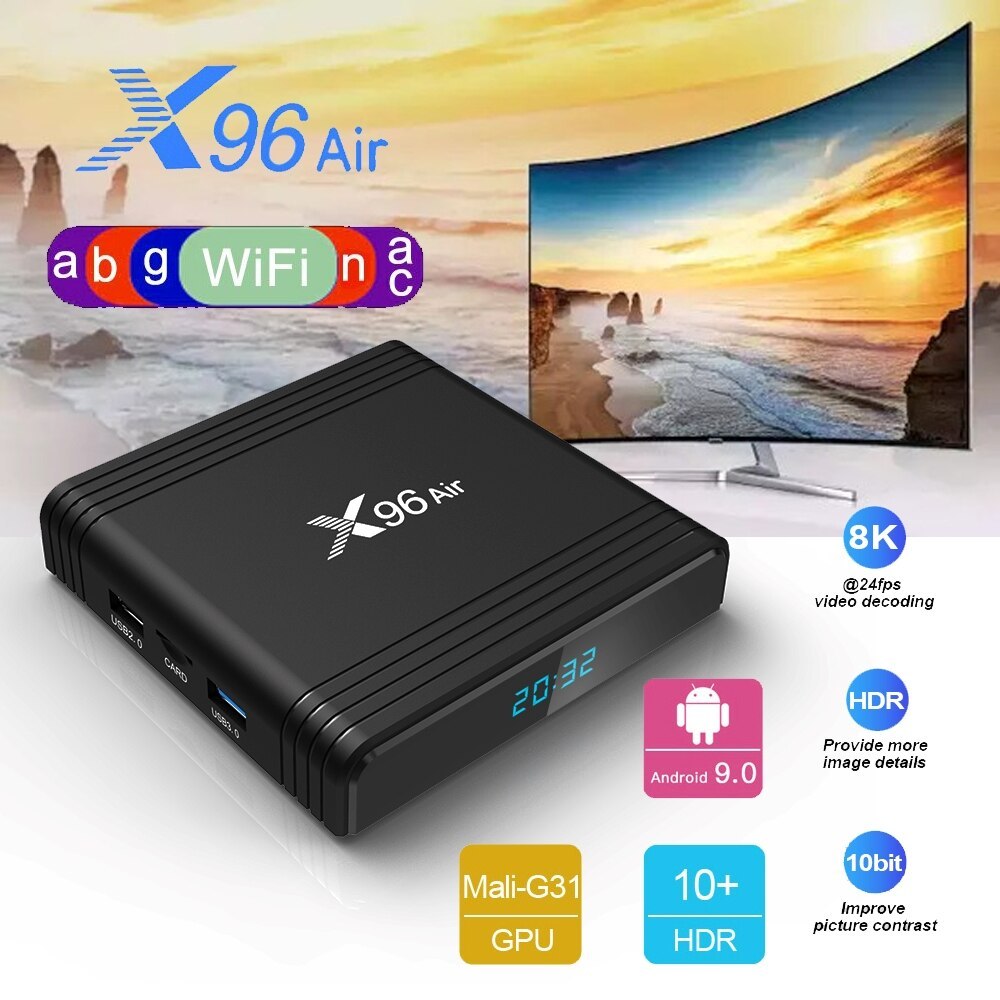 X96 Air
a b g WiFi n ac
X96 Air
USB2.0
CARD
USB3.0
20:32
8K
@24fps
video decoding
HDR
Provide more
image details
Android 9.0
10bit
Improve
picture contrast
Mali-G31
GPU
10+
HDR